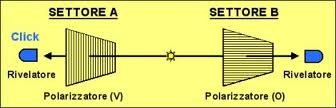 SETTORE A
SETTORE B
Click
Rivelatore
Rivelatore
Polarizzatore (V)
Polarizzatore (O)